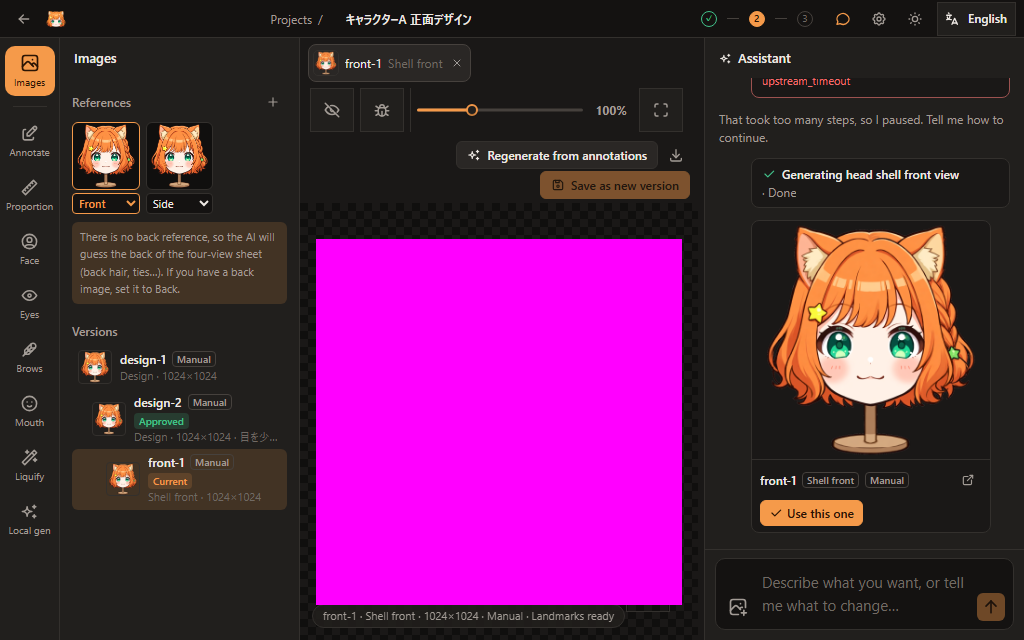 Projects /
キャラクターA 正面デザイン
2
3
English
Images
Annotate
Proportion
Face
Eyes
Brows
Mouth
Liquify
Local gen
Images
References
Front
Side
There is no back reference, so the AI will
guess the back of the four-view sheet
(back hair, ties...). If you have a back
image, set it to Back.
Versions
design-1 Manual
Design · 1024×1024
design-2 Manual
Approved
Design · 1024×1024 · 目を少...
front-1 Manual
Current
Shell front · 1024×1024
front-1 Shell front
100%
Regenerate from annotations
Save as new version
front-1 · Shell front · 1024×1024 · Manual · Landmarks ready
Assistant
upstream_timeout
That took too many steps, so I paused. Tell me how to
continue.
Generating head shell front view
· Done
front-1 Shell front Manual
Use this one
Describe what you want, or tell
me what to change...